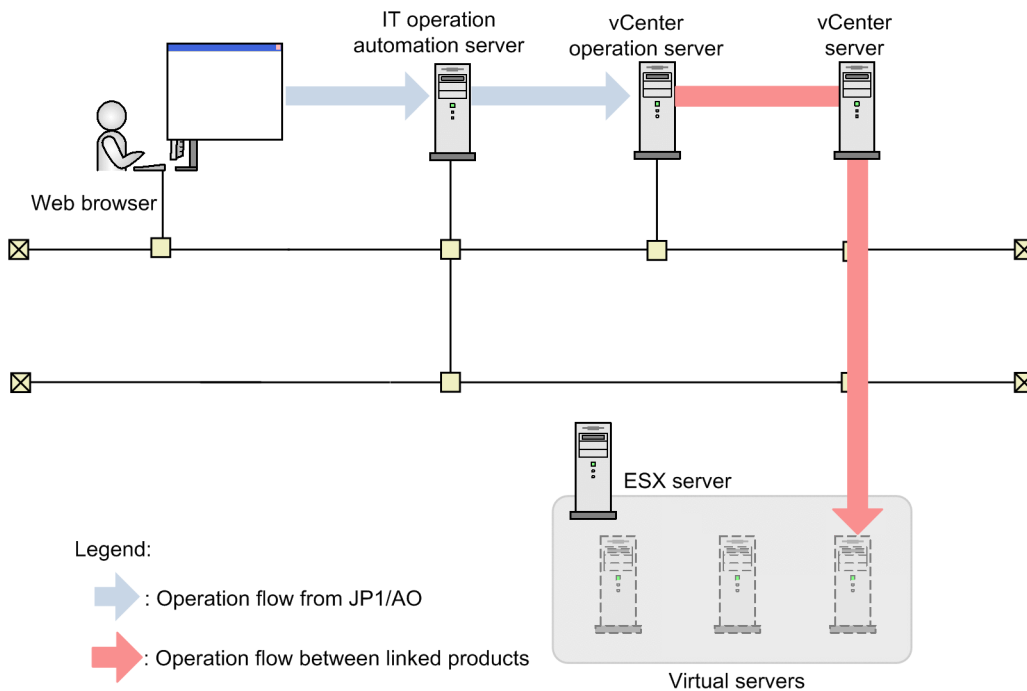 IT operation
automation server
vCenter
operation server
vCenter
server
Web browser
ESX server
Legend:
: Operation flow from JP1/AO
: Operation flow between linked products
Virtual servers